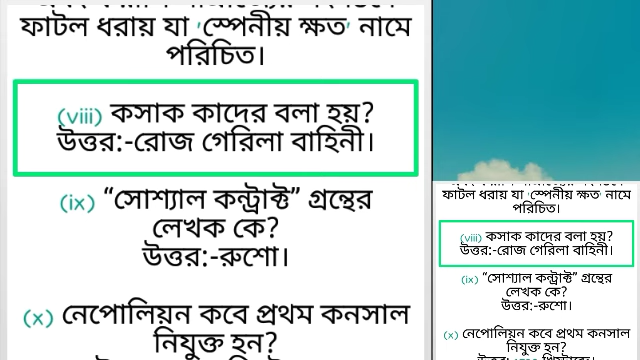 ফাটল ধরায় যা 'স্পেনীয় ক্ষত' নামে
পরিচিত।
(viii) কসাক কাদের বলা হয়?
উত্তর:-রোজ গেরিলা বাহিনী।
(ix) “সোশ্যাল কন্ট্রাক্ট” গ্রন্থের
লেখক কে?
উত্তর:-রুশো।
(x) নেপোলিয়ন কবে প্রথম কনসাল
নিযুক্ত হন?
ফাটল ধরায় যা 'স্পেনীয় ক্ষত' নামে
পরিচিত।
(viii) কসাক কাদের বলা হয়?
উত্তর:-রোজ গেরিলা বাহিনী।
(ix) “সোশ্যাল কন্ট্রাক্ট” গ্রন্থের
লেখক কে?
উত্তর:-রুশো।
(x) নেপোলিয়ন কবে প্রথম কনসাল
নিযুক্ত হন?